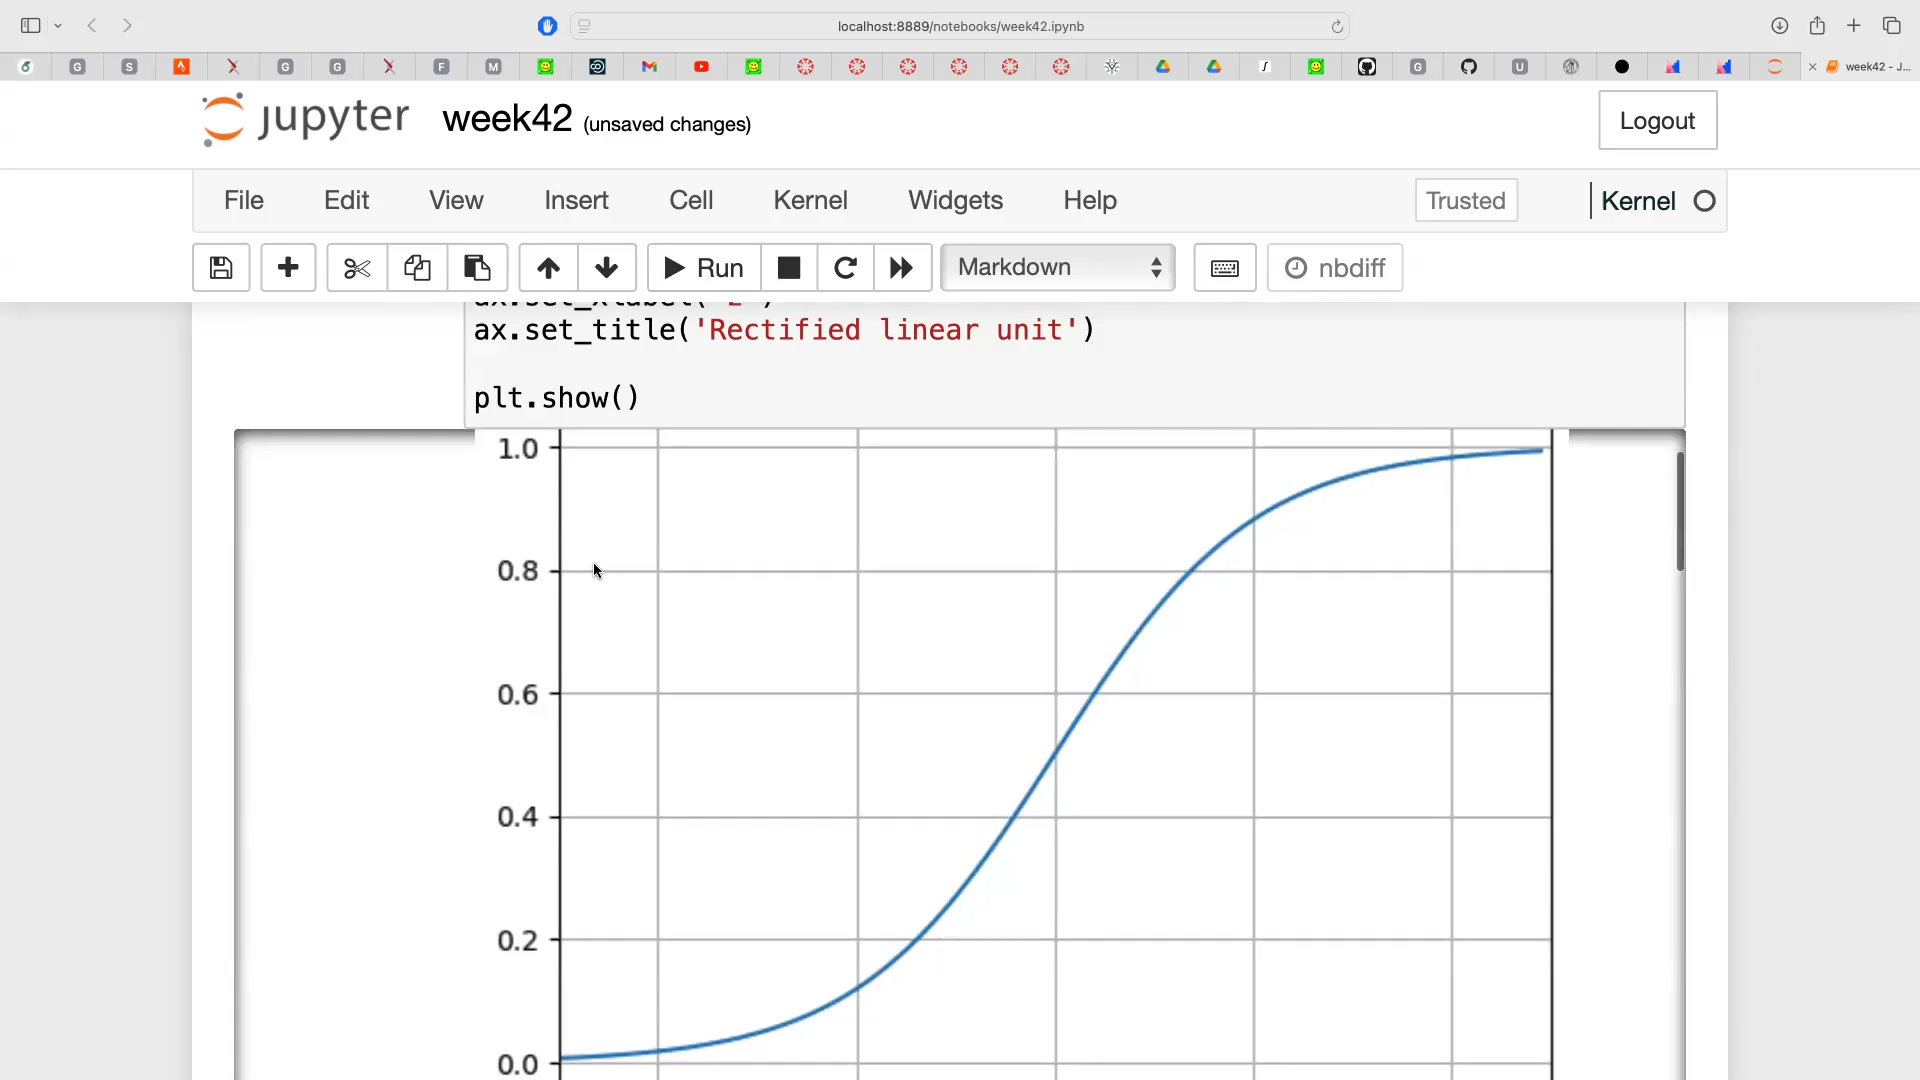 localhost:8889/notebooks/week42.ipynb
week42 - J...
jupyter week42 (unsaved changes)
Logout
File Edit View Insert Cell Kernel Widgets Help Trusted Kernel
Run Markdown nbdiff
ax.set_title('Rectified linear unit')
plt.show()
1.0
0.8
0.6
0.4
0.2
0.0